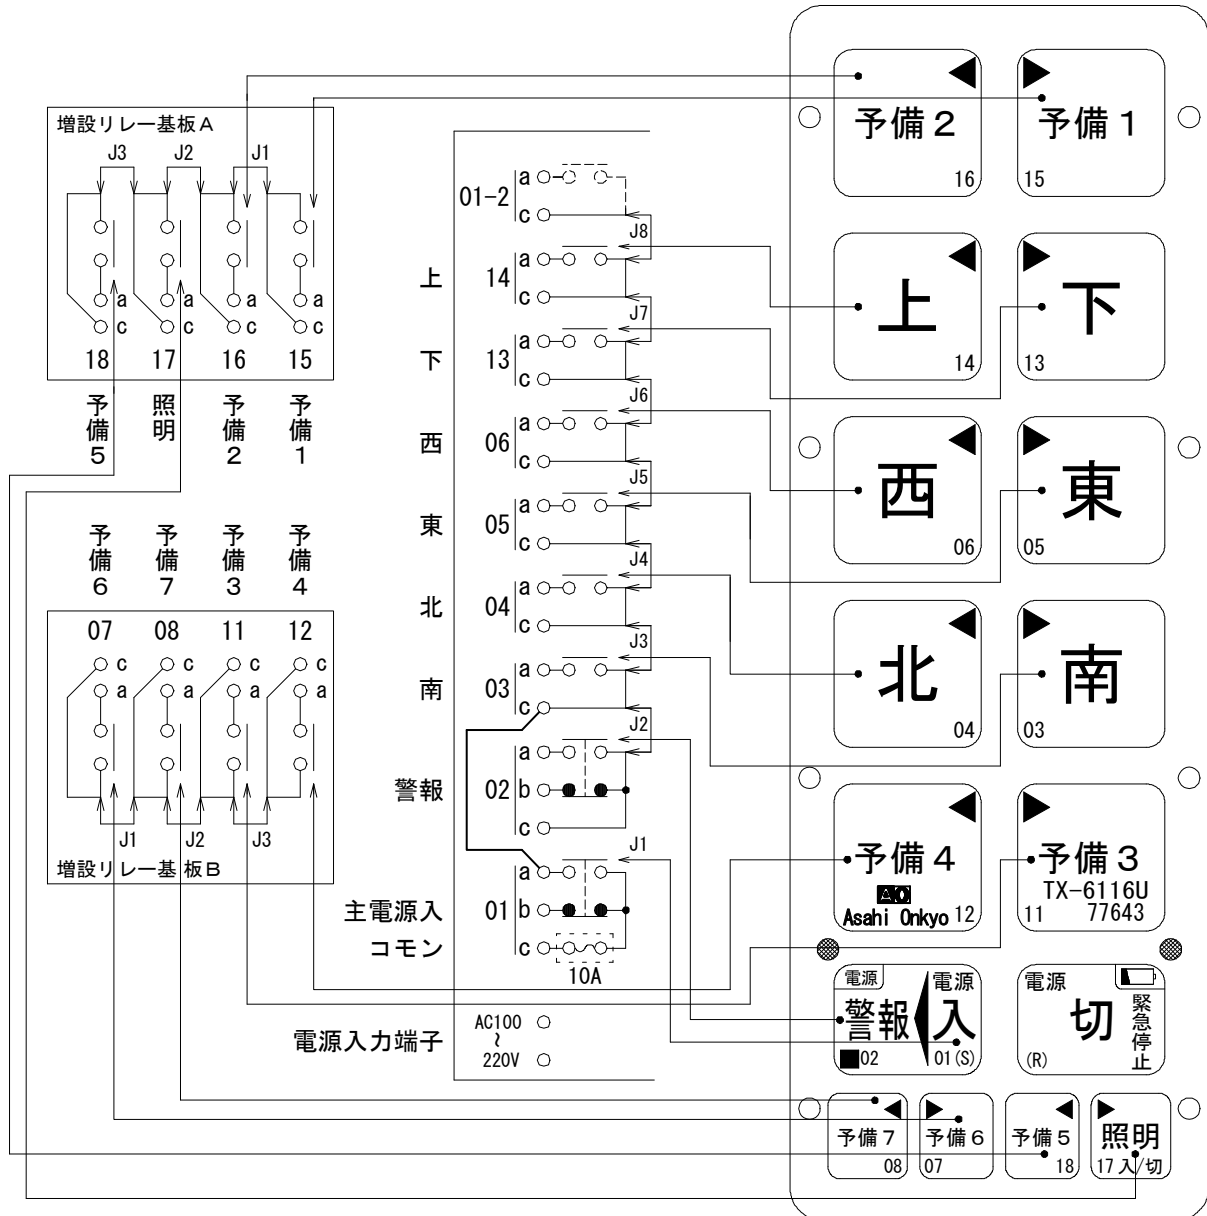 増設リレー基板A
J3 J2 J1
a a a a
c c c c
18 17 16 15
予備5
照明
予備2
予備1
予備6
予備7
予備3
予備4
07 08 11 12
c c c c
a a a a
J1 J2 J3
増設リレー基板B
01-2 a
c
J8
上 14 a
c
J7
下 13 a
c
J6
西 06 a
c
J5
東 05 a
c
J4
北 04 a
c
J3
南 03 a
c
J2
警報 02 a
b
c
J1
主電源入 01 a
b
コモン c
10A
電源入力端子 AC100
~
220V
予備2
16
予備1
15
上
14
下
13
西
06
東
05
北
04
南
03
予備4
AO
Asahi Onkyo 12
予備3
TX-6116U
11 77643
電源 電源
警報 入
02 01(S)
電源
切
緊急停止
(R)
予備7
08
予備6
07
予備5
18
照明
17 入/切